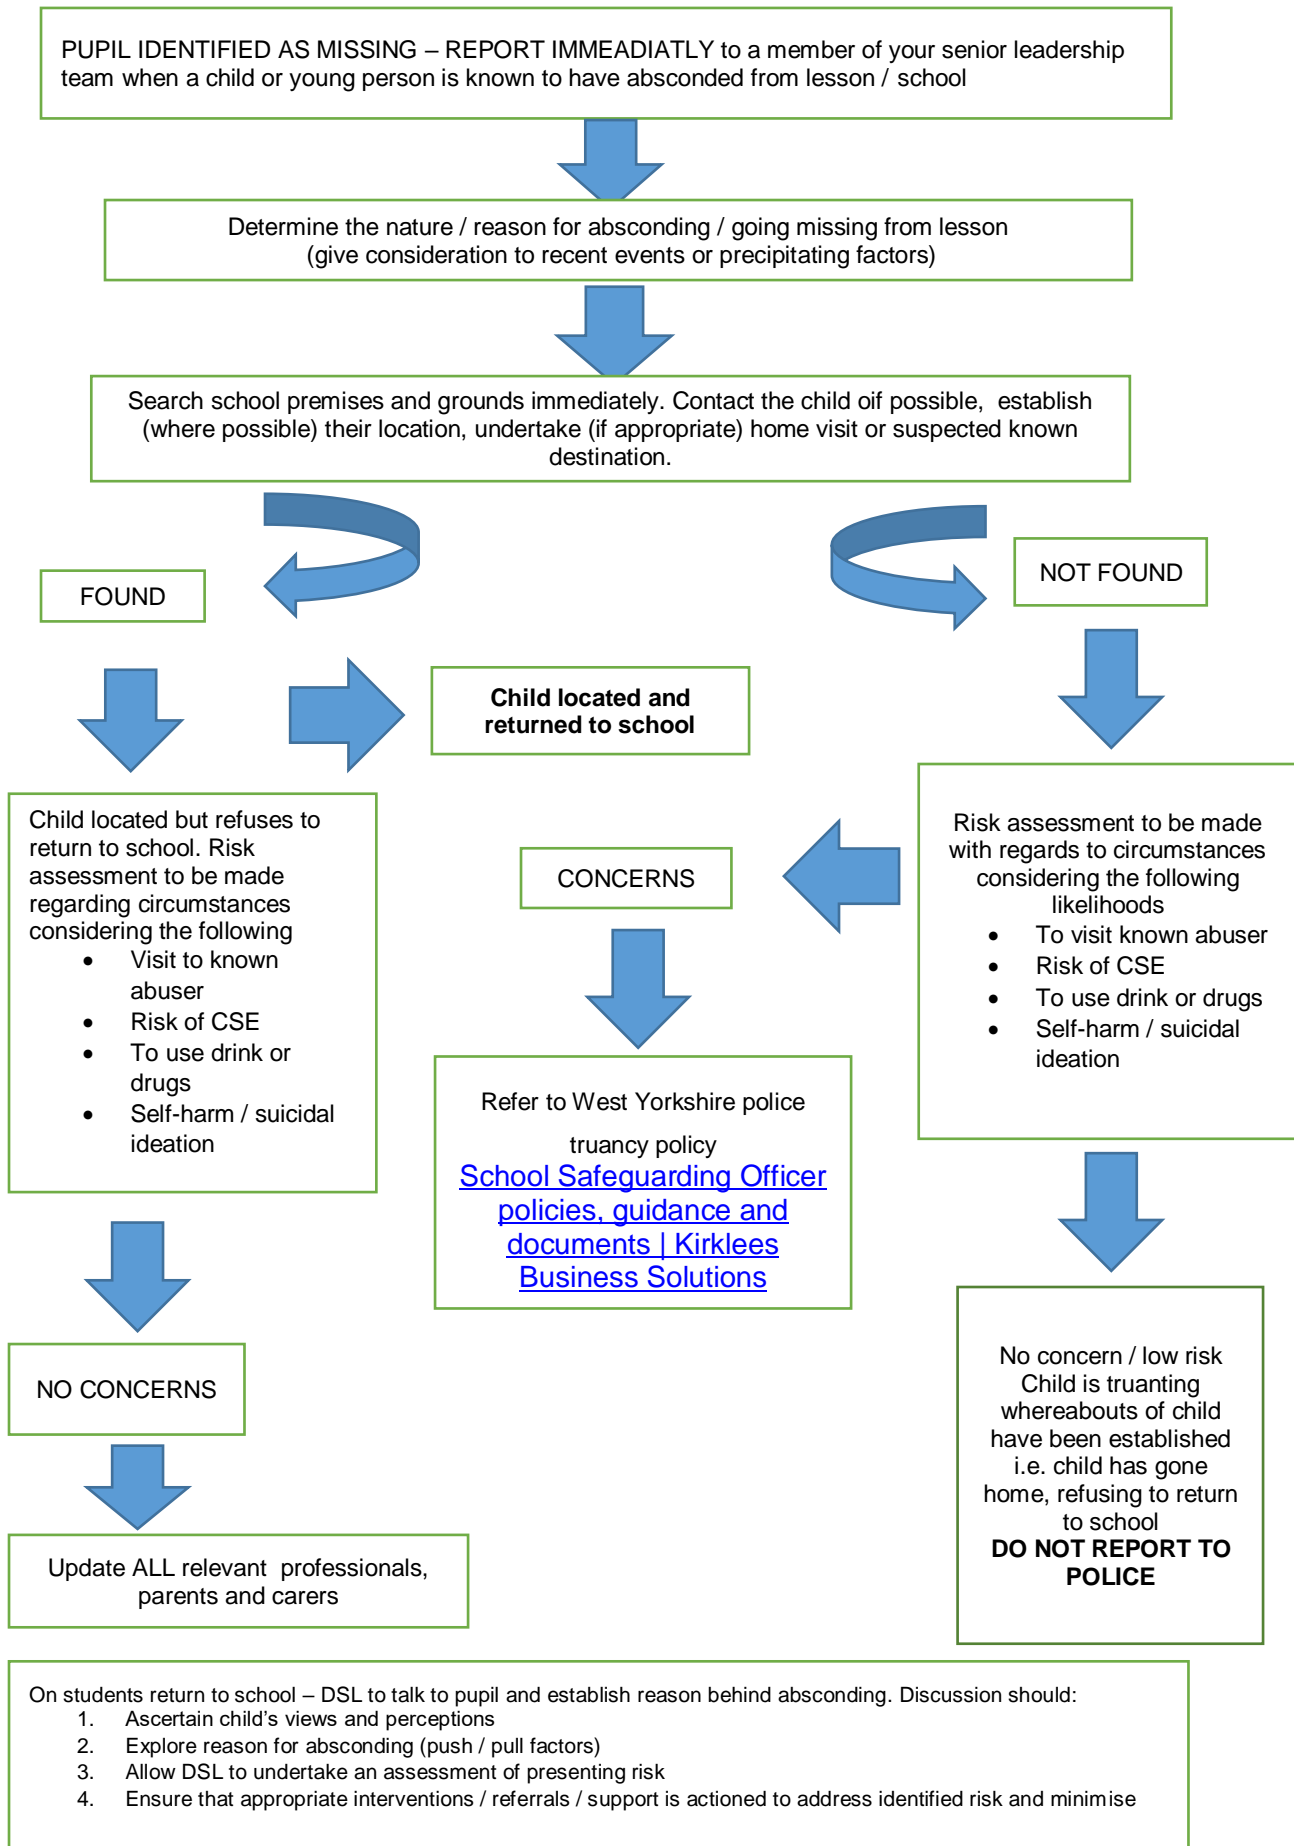 PUPIL IDENTIFIED AS MISSING – REPORT IMMEADIATLY to a member of your senior leadership
team when a child or young person is known to have absconded from lesson / school
Determine the nature / reason for absconding / going missing from lesson
(give consideration to recent events or precipitating factors)
Search school premises and grounds immediately. Contact the child oif possible, establish
(where possible) their location, undertake (if appropriate) home visit or suspected known
destination.
FOUND
NOT FOUND
Child located and
returned to school
Child located but refuses to
return to school. Risk
assessment to be made
regarding circumstances
considering the following
• Visit to known
abuser
• Risk of CSE
• To use drink or
drugs
• Self-harm / suicidal
ideation
CONCERNS
Risk assessment to be made
with regards to circumstances
considering the following
likelihoods
• To visit known abuser
• Risk of CSE
• To use drink or drugs
• Self-harm / suicidal
ideation
Refer to West Yorkshire police
truancy policy
School Safeguarding Officer
policies, guidance and
documents | Kirklees
Business Solutions
NO CONCERNS
No concern / low risk
Child is truanting
whereabouts of child
have been established
i.e. child has gone
home, refusing to return
to school
DO NOT REPORT TO
POLICE
Update ALL relevant professionals,
parents and carers
On students return to school – DSL to talk to pupil and establish reason behind absconding. Discussion should:
1. Ascertain child's views and perceptions
2. Explore reason for absconding (push / pull factors)
3. Allow DSL to undertake an assessment of presenting risk
4. Ensure that appropriate interventions / referrals / support is actioned to address identified risk and minimise